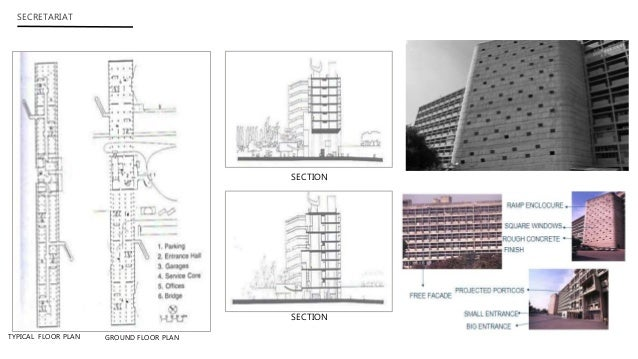 SECRETARIAT
1. Parking
2. Entrance Hall
3. Garages
4. Service Core
5. Offices
6. Bridge
TYPICAL FLOOR PLAN
GROUND FLOOR PLAN
SECTION
SECTION
RAMP ENCLOCURE
SQUARE WINDOWS
ROUGH CONCRETE
FINISH
FREE FACADE
PROJECTED PORTICOS
SMALL ENTRANCE
BIG ENTRANCE